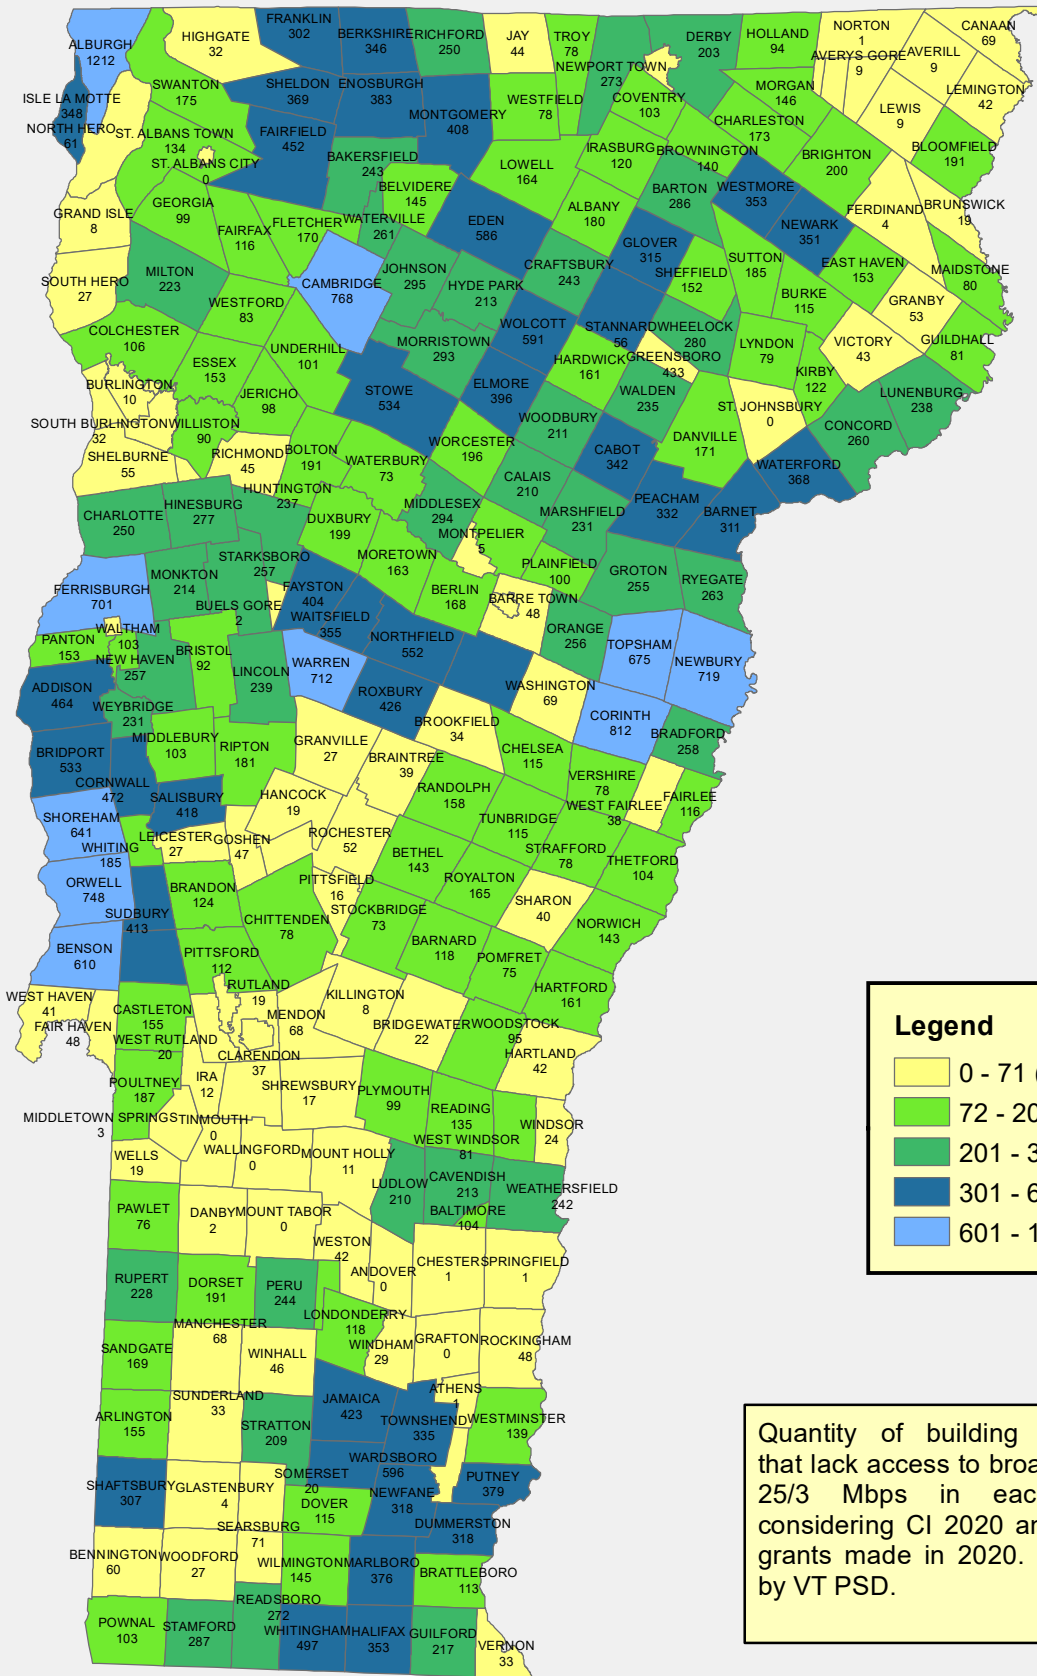 FRANKLIN
302
BERKSHIRE
346
RICHFORD
250
JAY
44
TROY
78
NEWPORT TOWN
273
DERBY
203
HOLLAND
94
NORTON
1
AVERYS GORE
9
AVERILL
9
CANAAN
69
ALBURGH
1212
HIGHGATE
32
ISLE LA MOTTE
348
NORTH HERO
61
SWANTON
175
SHELDON
369
ENOSBURGH
383
MONTGOMERY
408
WESTFIELD
78
COVENTRY
103
MORGAN
146
CHARLESTON
173
LEWIS
9
LEMINGTON
42
ST. ALBANS TOWN
134
ST. ALBANS CITY
0
FAIRFIELD
452
BAKERSFIELD
243
BELVIDERE
145
LOWELL
164
IRASBURG
120
BROWNINGTON
140
BRIGHTON
200
BLOOMFIELD
191
GRAND ISLE
8
GEORGIA
99
FAIRFAX
116
FLETCHER
170
WATERVILLE
261
EDEN
586
ALBANY
180
BARTON
286
WESTMORE
353
NEWARK
351
FERDINAND
4
BRUNSWICK
19
SOUTH HERO
27
MILTON
223
WESTFORD
83
CAMBRIDGE
768
JOHNSON
295
HYDE PARK
213
CRAFTSBURY
243
GLOVER
315
SHEFFIELD
152
SUTTON
185
BURKE
115
EAST HAVEN
153
MAIDSTONE
80
GRANBY
53
COLCHESTER
106
ESSEX
153
UNDERHILL
101
MORRISTOWN
293
WOLCOTT
591
STANNARD
56
WHEELOCK
280
GREENSBORO
433
LYNDON
79
VICTORY
43
GUILDHALL
81
BURLINGTON
10
JERICHO
98
STOWE
534
ELMORE
396
HARDWICK
161
WALDEN
235
KIRBY
122
LUNENBURG
238
SOUTH BURLINGTON
32
WILLISTON
90
SHELBURNE
55
RICHMOND
45
BOLTON
191
WATERBURY
73
WORCESTER
196
WOODBURY
211
CABOT
342
DANVILLE
171
ST. JOHNSBURY
0
CONCORD
260
WATERFORD
368
CHARLOTTE
250
HINESBURG
277
HUNTINGTON
237
DUXBURY
199
MIDDLESEX
294
CALAIS
210
MARSHFIELD
231
PEACHAM
332
BARNET
311
MONTPELIER
5
STARKSBORO
257
MORETOWN
163
PLAINFIELD
100
GROTON
255
RYEGATE
263
FERRISBURGH
701
MONKTON
214
BUELS GORE
2
FAYSTON
404
WAITSFIELD
355
BERLIN
168
BARRE TOWN
48
WALTHAM
103
PANTON
153
NEW HAVEN
257
BRISTOL
92
LINCOLN
239
WARREN
712
NORTHFIELD
552
ORANGE
256
TOPSHAM
675
NEWBURY
719
ADDISON
464
WEYBRIDGE
231
ROXBURY
426
WASHINGTON
69
CORINTH
812
BRADFORD
258
BRIDPORT
533
MIDDLEBURY
103
RIPTON
181
GRANVILLE
27
BROOKFIELD
34
BRAINTREE
39
CHELSEA
115
VERSHIRE
78
CORNWALL
472
SALISBURY
418
HANCOCK
19
RANDOLPH
158
WEST FAIRLEE
38
FAIRLEE
116
SHOREHAM
641
WHITING
185
LEICESTER
27
GOSHEN
47
ROCHESTER
52
TUNBRIDGE
115
STRAFFORD
78
THETFORD
104
ORWELL
748
BRANDON
124
PITTSFIELD
16
BETHEL
143
ROYALTON
165
SHARON
40
SUDBURY
413
CHITTENDEN
78
STOCKBRIDGE
73
NORWICH
143
BENSON
610
PITTSFORD
112
BARNARD
118
POMFRET
75
HARTFORD
161
WEST HAVEN
41
FAIR HAVEN
48
CASTLETON
155
WEST RUTLAND
20
RUTLAND
19
MENDON
68
KILLINGTON
8
BRIDGEWATER
22
WOODSTOCK
95
HARTLAND
42
POULTNEY
187
IRA
12
CLARENDON
37
SHREWSBURY
17
PLYMOUTH
99
READING
135
WEST WINDSOR
81
WINDSOR
24
MIDDLETOWN SPRINGS
3
TINMOUTH
0
WELLS
19
WALLINGFORD
0
MOUNT HOLLY
11
LUDLOW
210
CAVENDISH
213
BALTIMORE
104
WEATHERSFIELD
242
PAWLET
76
DANBY
2
MOUNT TABOR
0
WESTON
42
ANDOVER
0
CHESTER
1
SPRINGFIELD
1
RUPERT
228
DORSET
191
PERU
244
LONDONDERRY
118
WINDHAM
29
GRAFTON
0
ROCKINGHAM
48
SANDGATE
169
MANCHESTER
68
WINHALL
46
ATHENS
1
ARLINGTON
155
SUNDERLAND
33
STRATTON
209
JAMAICA
423
TOWNSHEND
335
WESTMINSTER
139
WARDSBORO
596
SHAFTSBURY
307
GLASTENBURY
4
SOMERSET
20
DOVER
115
NEWFANE
318
PUTNEY
379
DUMMERSTON
318
SEARSBURG
71
BENNINGTON
60
WOODFORD
27
WILMINGTON
145
MARLBORO
376
BRATTLEBORO
113
POWNAL
103
STAMFORD
287
READSBORO
272
WHITINGHAM
497
HALIFAX
353
GUILFORD
217
VERNON
33
Legend
0 - 71
72 - 20
201 - 3
301 - 6
601 - 1
Quantity of building
that lack access to broa
25/3 Mbps in eac
considering CI 2020 an
grants made in 2020.
by VT PSD.